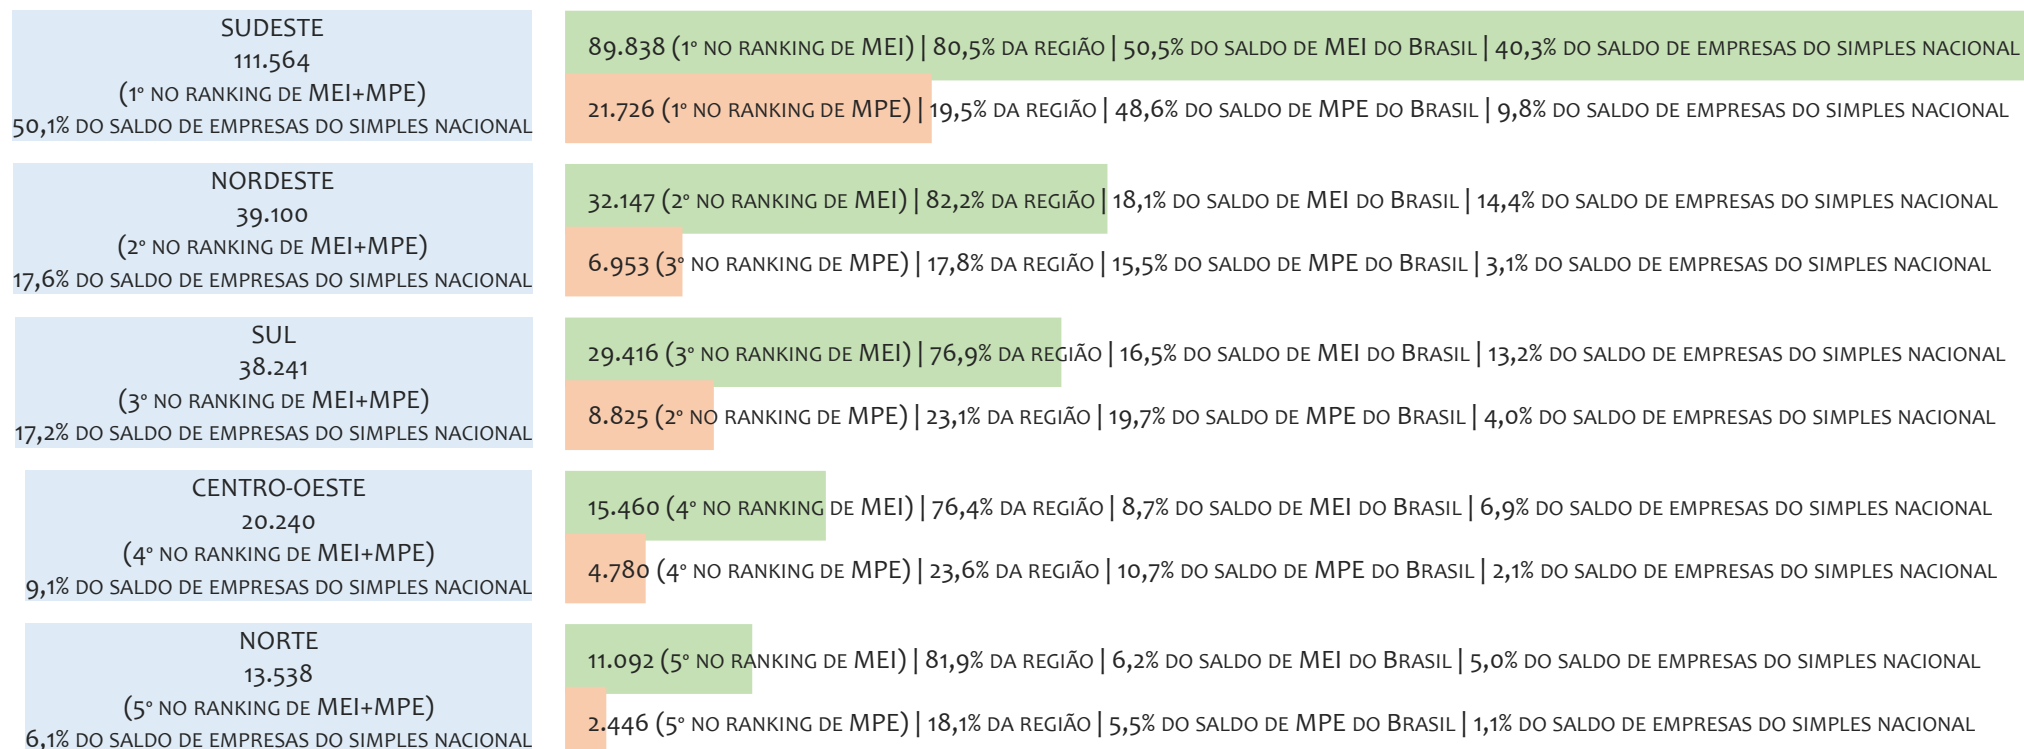 SUDESTE
111.564
(1° NO RANKING DE MEI+MPE)
50,1% DO SALDO DE EMPRESAS DO SIMPLES NACIONAL
89.838 (1° NO RANKING DE MEI) | 80,5% DA REGIÃO | 50,5% DO SALDO DE MEI DO BRASIL | 40,3% DO SALDO DE EMPRESAS DO SIMPLES NACIONAL
21.726 (1° NO RANKING DE MPE) | 19,5% DA REGIÃO | 48,6% DO SALDO DE MPE DO BRASIL | 9,8% DO SALDO DE EMPRESAS DO SIMPLES NACIONAL
NORDESTE
39.100
(2° NO RANKING DE MEI+MPE)
17,6% DO SALDO DE EMPRESAS DO SIMPLES NACIONAL
32.147 (2° NO RANKING DE MEI) | 82,2% DA REGIÃO | 18,1% DO SALDO DE MEI DO BRASIL | 14,4% DO SALDO DE EMPRESAS DO SIMPLES NACIONAL
6.953 (3° NO RANKING DE MPE) | 17,8% DA REGIÃO | 15,5% DO SALDO DE MPE DO BRASIL | 3,1% DO SALDO DE EMPRESAS DO SIMPLES NACIONAL
SUL
38.241
(3° NO RANKING DE MEI+MPE)
17,2% DO SALDO DE EMPRESAS DO SIMPLES NACIONAL
29.416 (3° NO RANKING DE MEI) | 76,9% DA REGIÃO | 16,5% DO SALDO DE MEI DO BRASIL | 13,2% DO SALDO DE EMPRESAS DO SIMPLES NACIONAL
8.825 (2° NO RANKING DE MPE) | 23,1% DA REGIÃO | 19,7% DO SALDO DE MPE DO BRASIL | 4,0% DO SALDO DE EMPRESAS DO SIMPLES NACIONAL
CENTRO-OESTE
20.240
(4° NO RANKING DE MEI+MPE)
9,1% DO SALDO DE EMPRESAS DO SIMPLES NACIONAL
15.460 (4° NO RANKING DE MEI) | 76,4% DA REGIÃO | 8,7% DO SALDO DE MEI DO BRASIL | 6,9% DO SALDO DE EMPRESAS DO SIMPLES NACIONAL
4.780 (4° NO RANKING DE MPE) | 23,6% DA REGIÃO | 10,7% DO SALDO DE MPE DO BRASIL | 2,1% DO SALDO DE EMPRESAS DO SIMPLES NACIONAL
NORTE
13.538
(5° NO RANKING DE MEI+MPE)
6,1% DO SALDO DE EMPRESAS DO SIMPLES NACIONAL
11.092 (5° NO RANKING DE MEI) | 81,9% DA REGIÃO | 6,2% DO SALDO DE MEI DO BRASIL | 5,0% DO SALDO DE EMPRESAS DO SIMPLES NACIONAL
2.446 (5° NO RANKING DE MPE) | 18,1% DA REGIÃO | 5,5% DO SALDO DE MPE DO BRASIL | 1,1% DO SALDO DE EMPRESAS DO SIMPLES NACIONAL